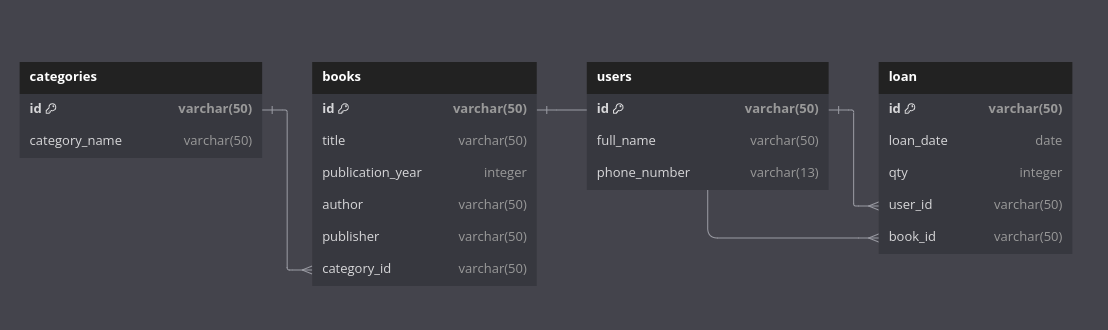 categories
id varchar(50)
category_name varchar(50)
books
id varchar(50)
title varchar(50)
publication_year integer
author varchar(50)
publisher varchar(50)
category_id varchar(50)
users
id varchar(50)
full_name varchar(50)
phone_number varchar(13)
loan
id varchar(50)
loan_date date
qty integer
user_id varchar(50)
book_id varchar(50)